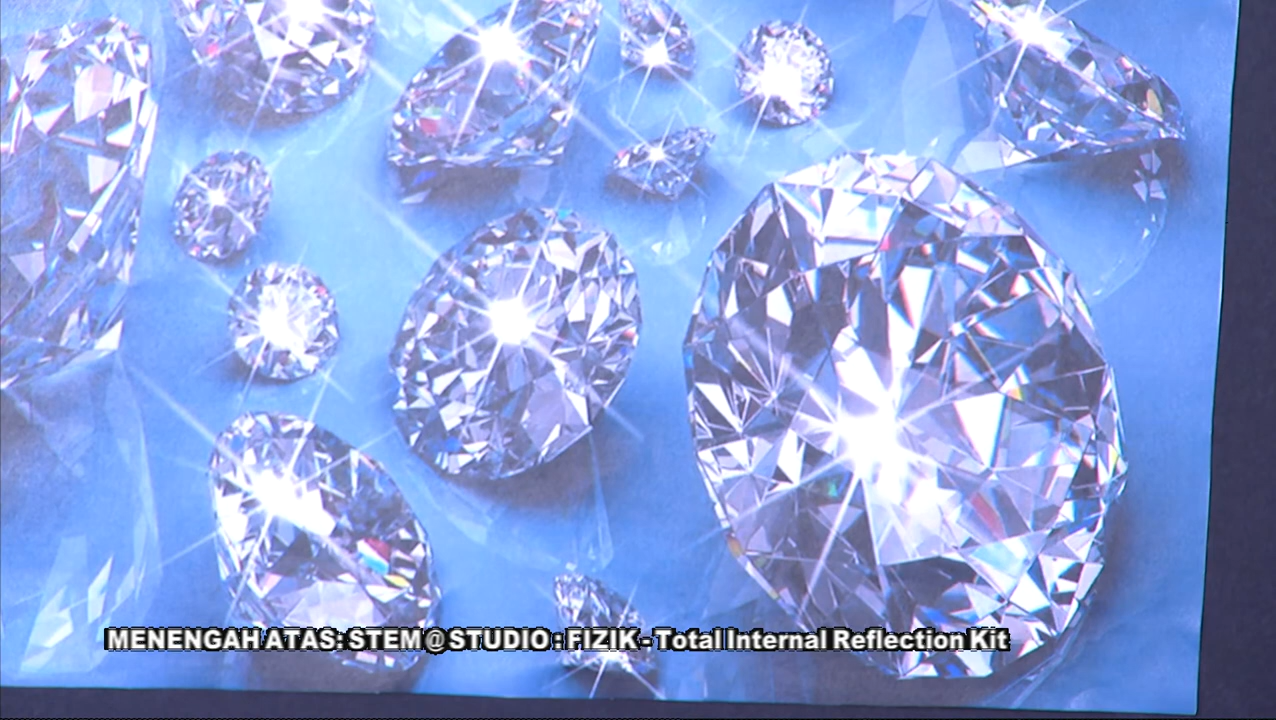 MENENGAH ATAS: STEM @ STUDIO : FIZIK - Total Internal Reflection Kit